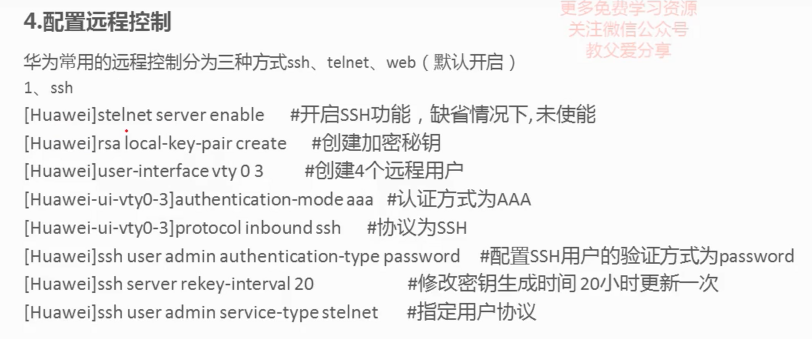 更多免费学习资源
关注微信公众号
教父爱分享
4.配置远程控制
华为常用的远程控制分为三种方式ssh、telnet、web（默认开启）
1、ssh
[Huawei]stelnet server enable #开启SSH功能，缺省情况下,未使能
[Huawei]rsa local-key-pair create #创建加密秘钥
[Huawei]user-interface vty 0 3 #创建4个远程用户
[Huawei-ui-vty0-3]authentication-mode aaa #认证方式为AAA
[Huawei-ui-vty0-3]protocol inbound ssh #协议为SSH
[Huawei]ssh user admin authentication-type password #配置SSH用户的验证方式为password
[Huawei]ssh server rekey-interval 20 #修改密钥生成时间 20小时更新一次
[Huawei]ssh user admin service-type stelnet #指定用户协议